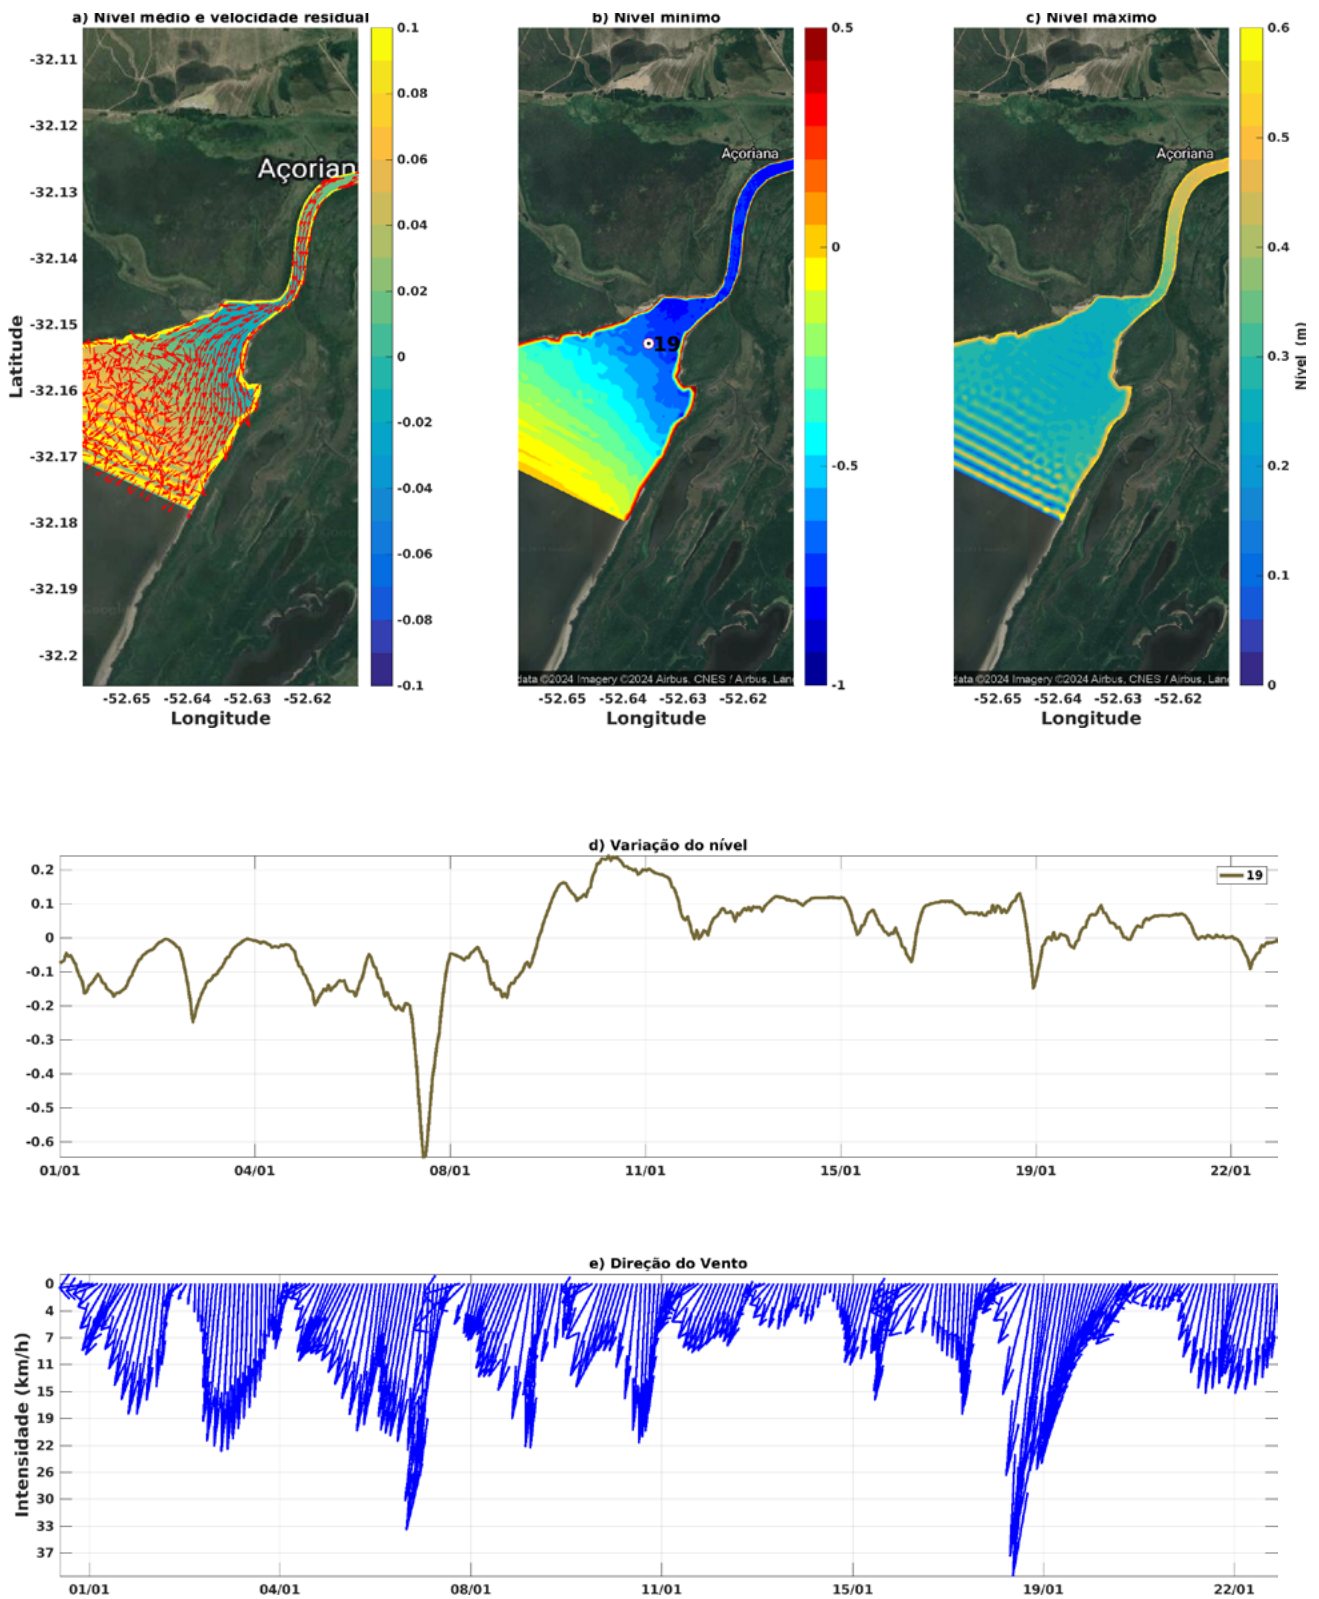 a) Nível médio e velocidade residual
b) Nível mínimo
c) Nível máximo
-32.11
-32.12
-32.13
-32.14
-32.15
-32.16
-32.17
-32.18
-32.19
-32.2
Latitude
Açorian
0.1
0.08
0.06
0.04
0.02
0
-0.02
-0.04
-0.06
-0.08
-0.1
-52.65 -52.64 -52.63 -52.62
Longitude
Açoriana
19
data ©2024 Imagery ©2024 Airbus, CNES / Airbus, Lan
0.5
0
-0.5
-1
-52.65 -52.64 -52.63 -52.62
Longitude
Açoriana
data ©2024 Imagery ©2024 Airbus, CNES / Airbus, Lan
0.6
0.5
0.4
0.3
0.2
0.1
0
Nível (m)
-52.65 -52.64 -52.63 -52.62
Longitude
d) Variação do nível
19
0.2
0.1
0
-0.1
-0.2
-0.3
-0.4
-0.5
-0.6
01/01 04/01 08/01 11/01 15/01 19/01 22/01
e) Direção do Vento
Intensidade (km/h)
0
4
7
11
15
19
22
26
30
33
37
01/01 04/01 08/01 11/01 15/01 19/01 22/01